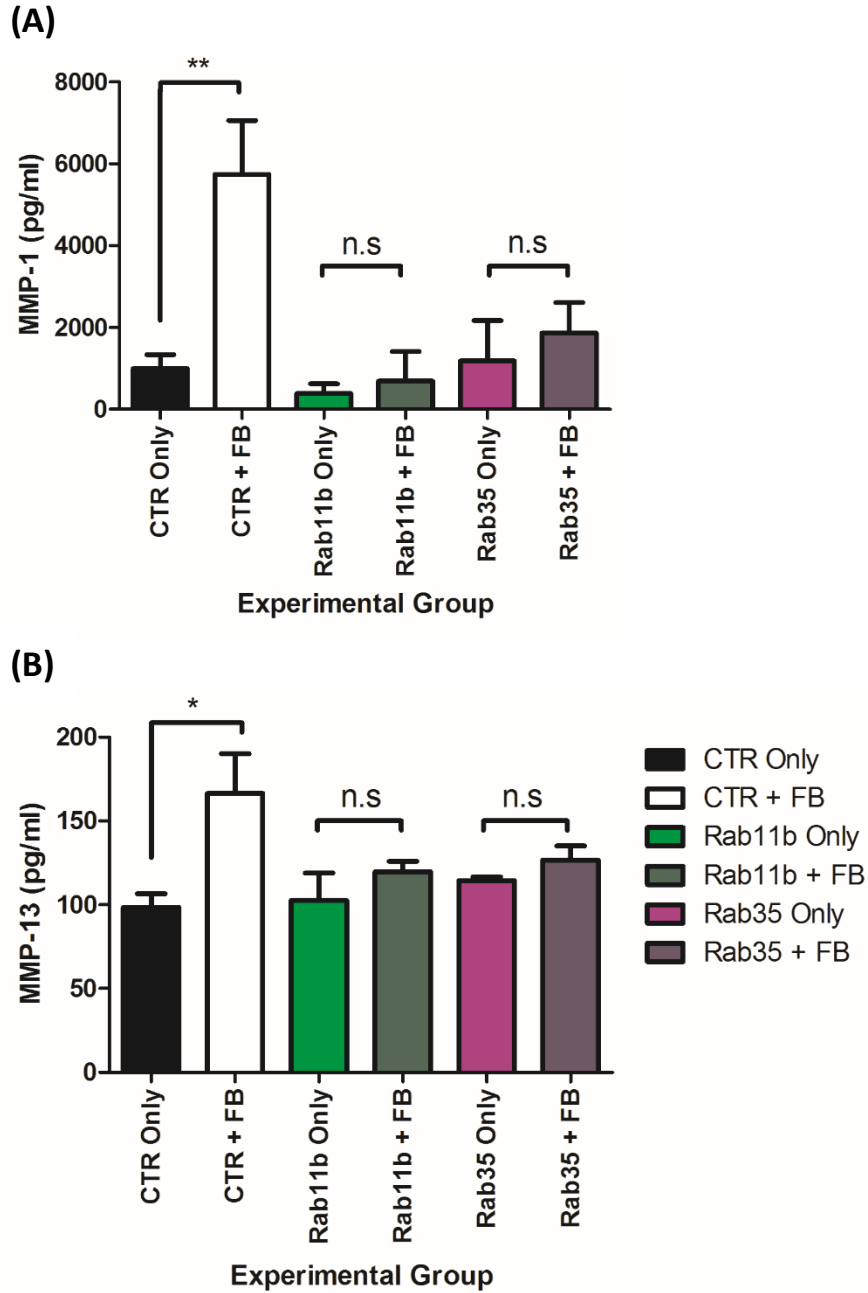 (A)
**
8000
6000
4000
2000
0
MMP-1 (pg/ml)
n.s
n.s
CTR Only
CTR + FB
Rab11b Only
Rab11b + FB
Rab35 Only
Rab35 + FB
Experimental Group
(B)
*
200
150
100
50
0
MMP-13 (pg/ml)
n.s
n.s
CTR Only
CTR + FB
Rab11b Only
Rab11b + FB
Rab35 Only
Rab35 + FB
Experimental Group
CTR Only
CTR + FB
Rab11b Only
Rab11b + FB
Rab35 Only
Rab35 + FB